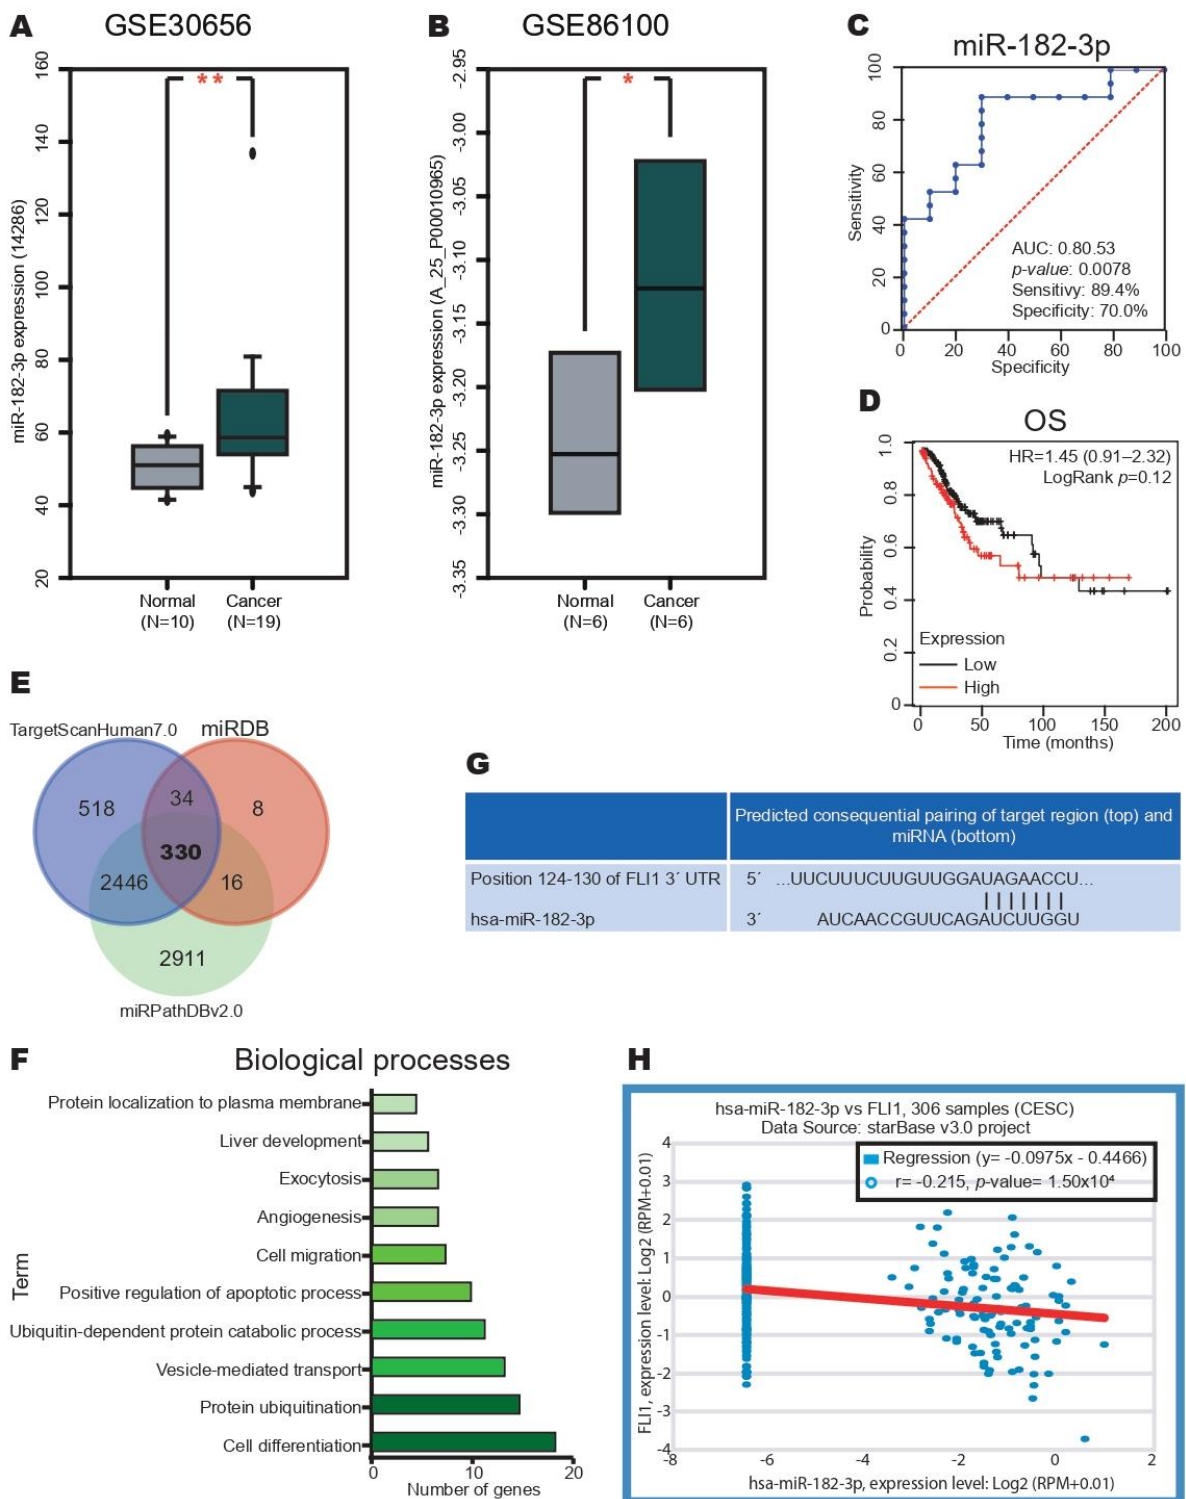 A
GSE30656
miR-182-3p expression (14286)
160
140
120
100
80
60
40
20
**
Normal
(N=10)
Cancer
(N=19)
B
GSE86100
miR-182-3p expression (A_25_P00010965)
-2.95
-3.00
-3.05
-3.10
-3.15
-3.20
-3.25
-3.30
-3.35
*
Normal
(N=6)
Cancer
(N=6)
C
miR-182-3p
Sensitivity
100
80
60
40
20
0
AUC: 0.80.53
p-value: 0.0078
Sensitivy: 89.4%
Specificity: 70.0%
0 20 40 60 80 100
Specificity
D
OS
Probability
1.0
0.8
0.6
0.4
0.2
0
HR=1.45 (0.91–2.32)
LogRank p=0.12
Expression
Low
High
0 50 100 150 200
Time (months)
E
TargetScanHuman7.0
miRDB
518
34
8
330
2446
16
2911
miRPathDBv2.0
G
Predicted consequential pairing of target region (top) and
miRNA (bottom)
Position 124-130 of FLI1 3´ UTR 5´ ...UUCUUUCUUGUUGGAUAGAACCU...
| | | | | | |
hsa-miR-182-3p 3´ AUCAACCGUUCAGAUCUUGGU
F
Biological processes
Term
Protein localization to plasma membrane
Liver development
Exocytosis
Angiogenesis
Cell migration
Positive regulation of apoptotic process
Ubiquitin-dependent protein catabolic process
Vesicle-mediated transport
Protein ubiquitination
Cell differentiation
0 10 20
Number of genes
H
hsa-miR-182-3p vs FLI1, 306 samples (CESC)
Data Source: starBase v3.0 project
Regression (y= -0.0975x - 0.4466)
r= -0.215, p-value= 1.50x10⁴
FLI1, expression level: Log2 (RPM+0.01)
4
3
2
1
0
-1
-2
-3
-4
-8 -6 -4 -2 0 2
hsa-miR-182-3p, expression level: Log2 (RPM+0.01)